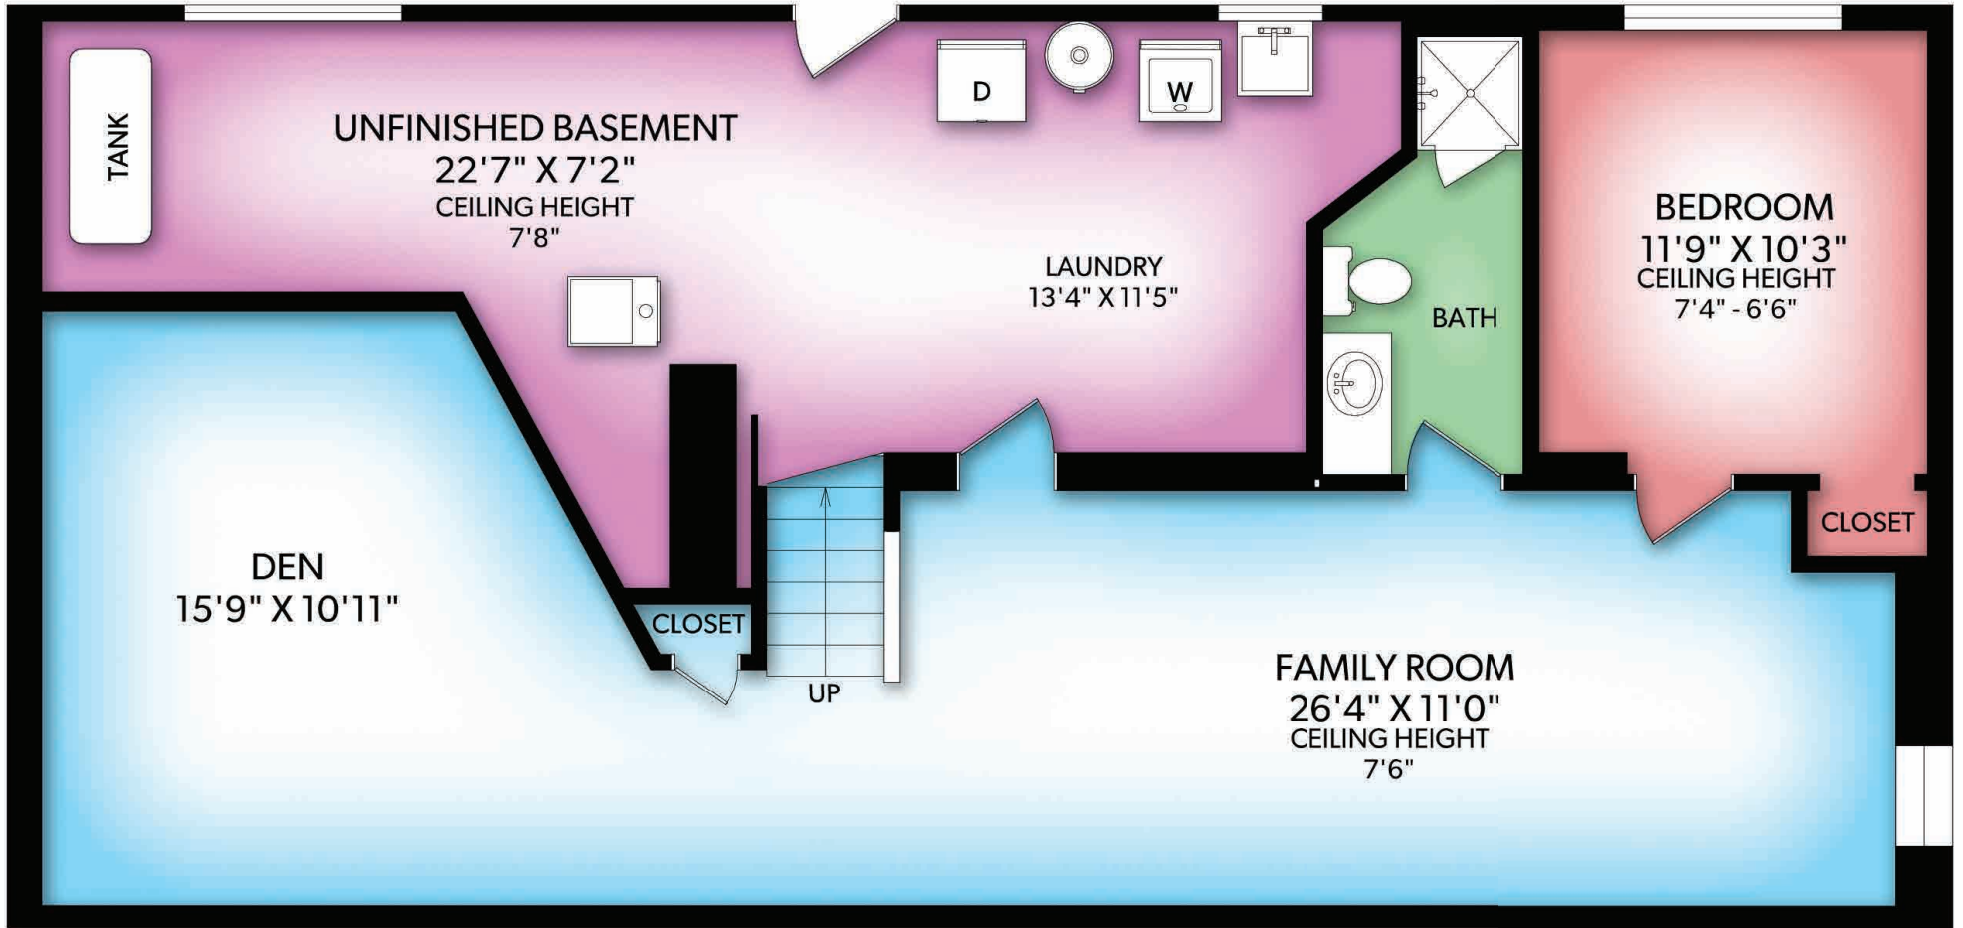 TANK
UNFINISHED BASEMENT
22'7" X 7'2"
CEILING HEIGHT
7'8"
D
W
LAUNDRY
13'4" X 11'5"
BATH
BEDROOM
11'9" X 10'3"
CEILING HEIGHT
7'4" - 6'6"
CLOSET
DEN
15'9" X 10'11"
CLOSET
UP
FAMILY ROOM
26'4" X 11'0"
CEILING HEIGHT
7'6"